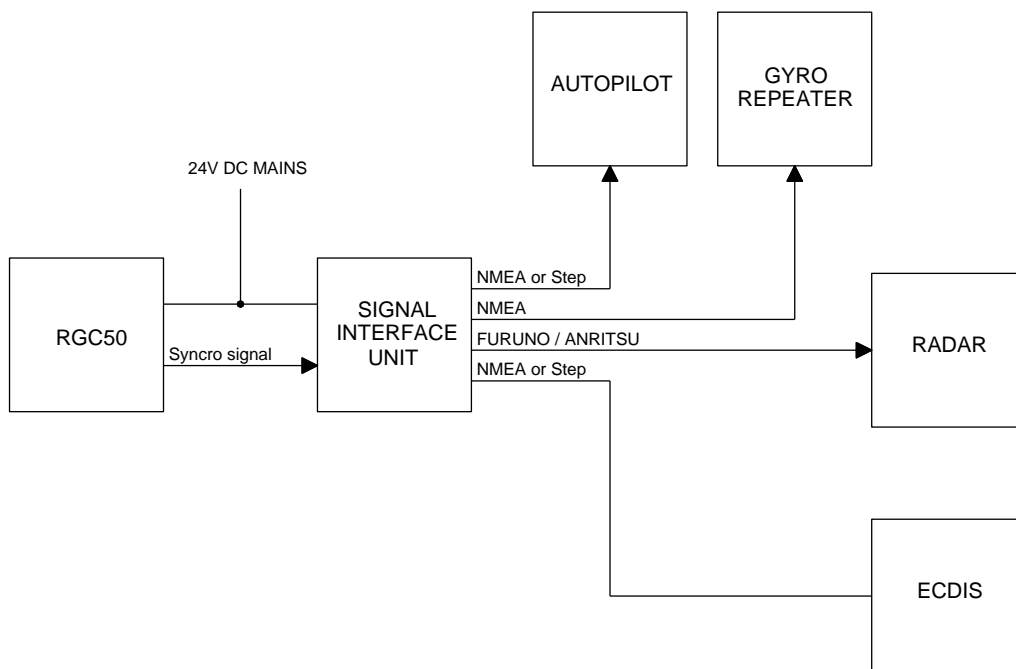 AUTOPILOT
GYRO
REPEATER
24V DC MAINS
RGC50
Syncro signal
SIGNAL
INTERFACE
UNIT
NMEA or Step
NMEA
FURUNO / ANRITSU
NMEA or Step
RADAR
ECDIS